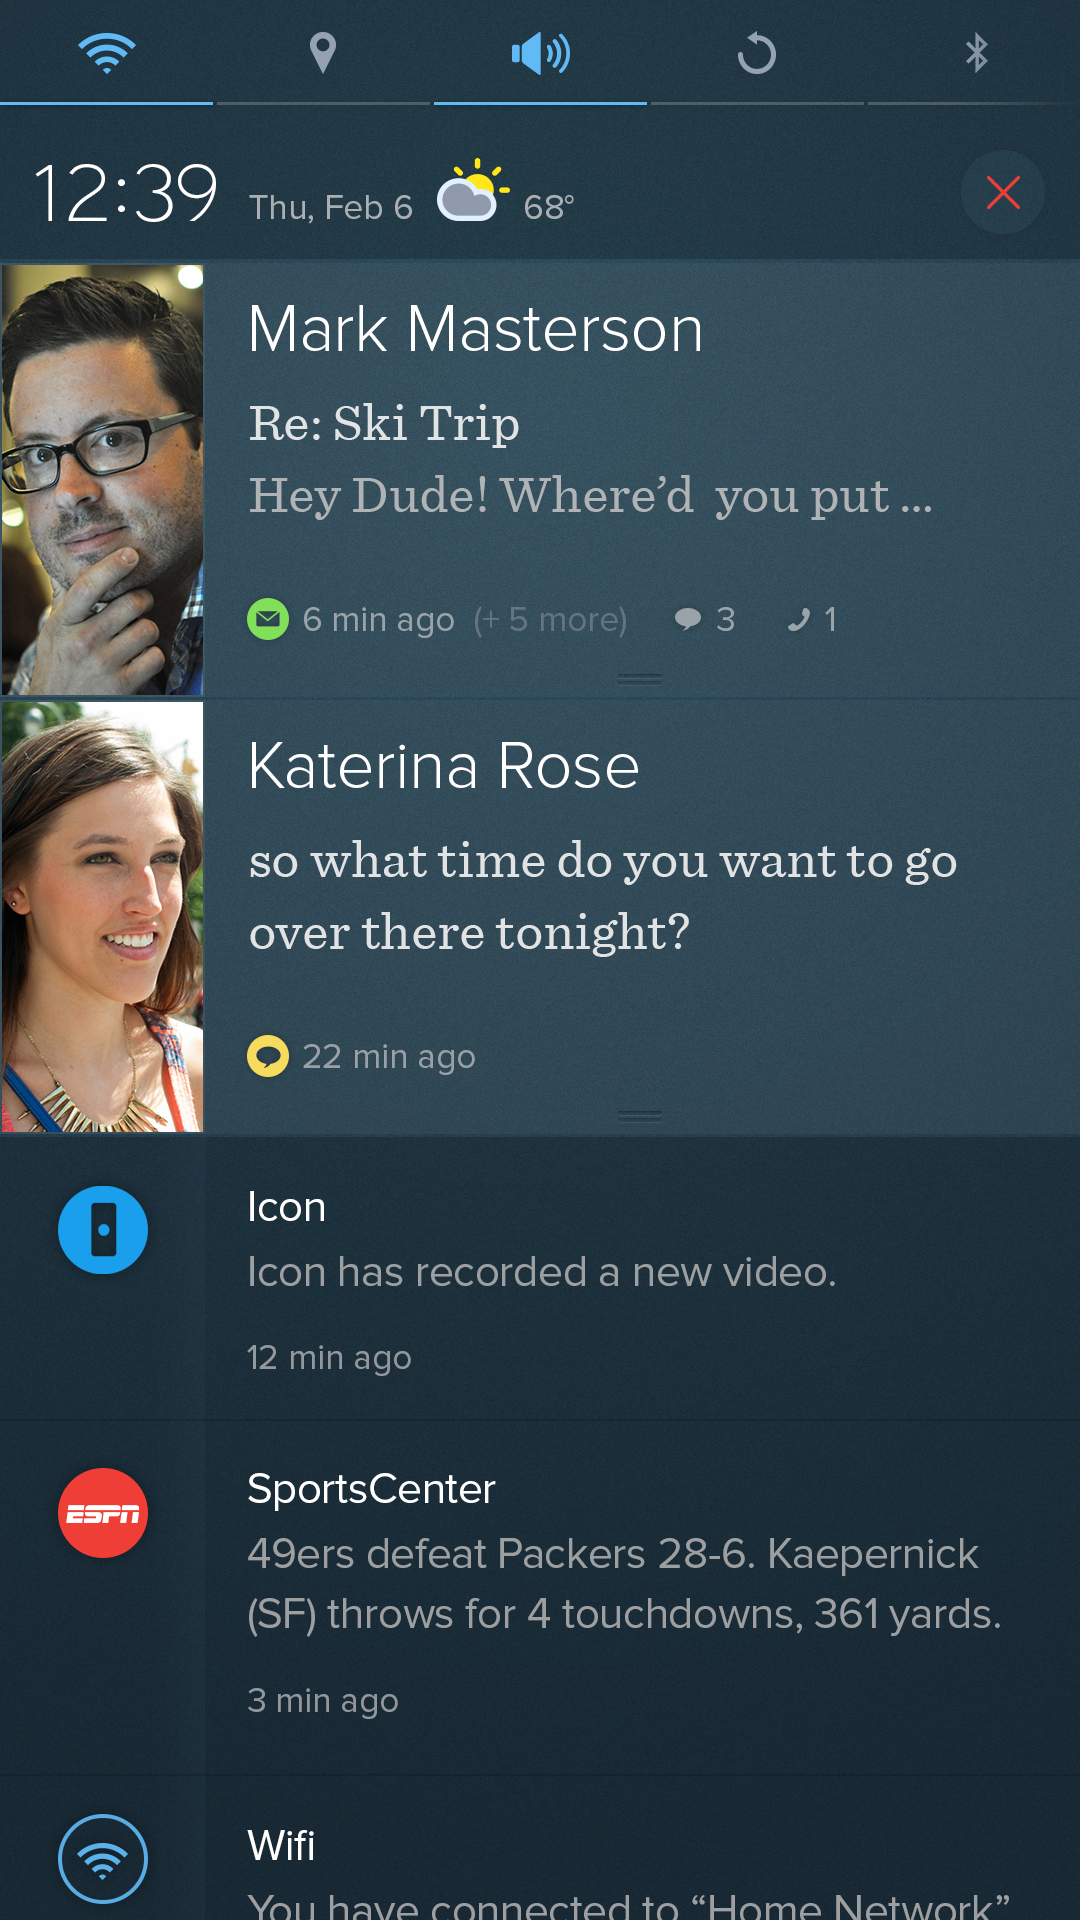 12:39 Thu, Feb 6 68°
Mark Masterson
Re: Ski Trip
Hey Dude! Where’d you put ...
6 min ago (+ 5 more) 3 1
Katerina Rose
so what time do you want to go
over there tonight?
22 min ago
Icon
Icon has recorded a new video.
12 min ago
ESPN
SportsCenter
49ers defeat Packers 28-6. Kaepernick
(SF) throws for 4 touchdowns, 361 yards.
3 min ago
Wifi
You have connected to “Home Network”